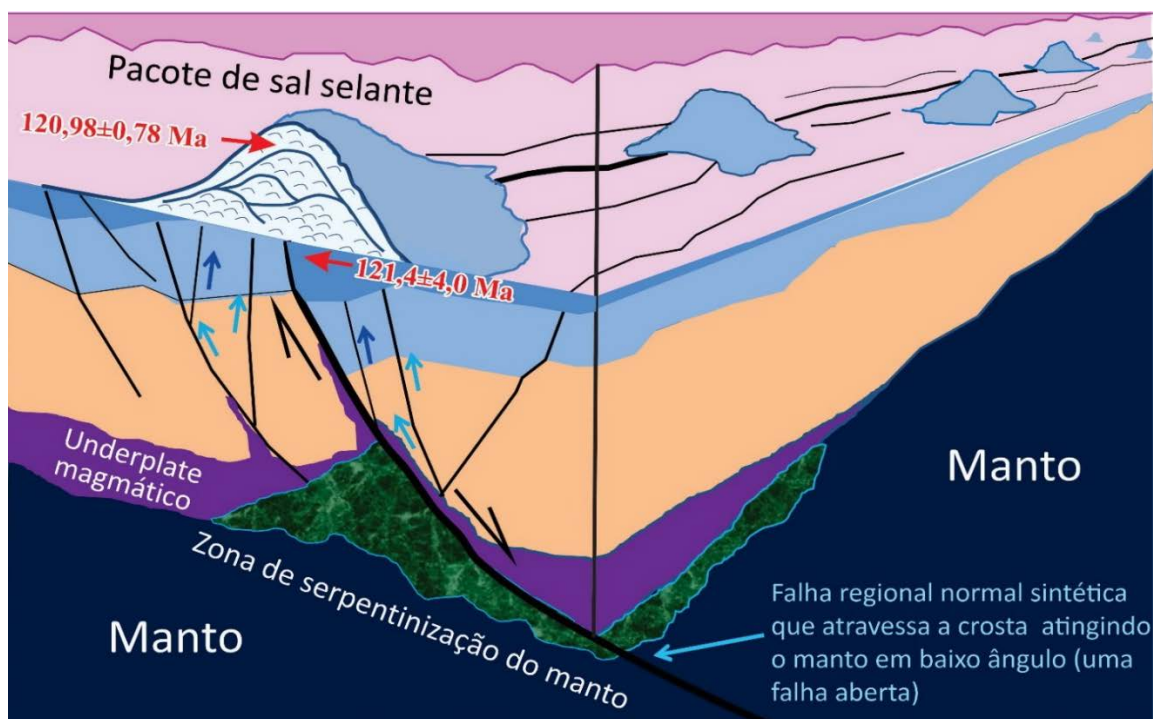 Pacote de sal selante
120,98±0,78 Ma
121,4±4,0 Ma
Underplate
magmático
Manto
Zona de serpentinização do manto
Manto
Falha regional normal sintética
que atravessa a crosta atingindo
o manto em baixo ângulo (uma
falha aberta)